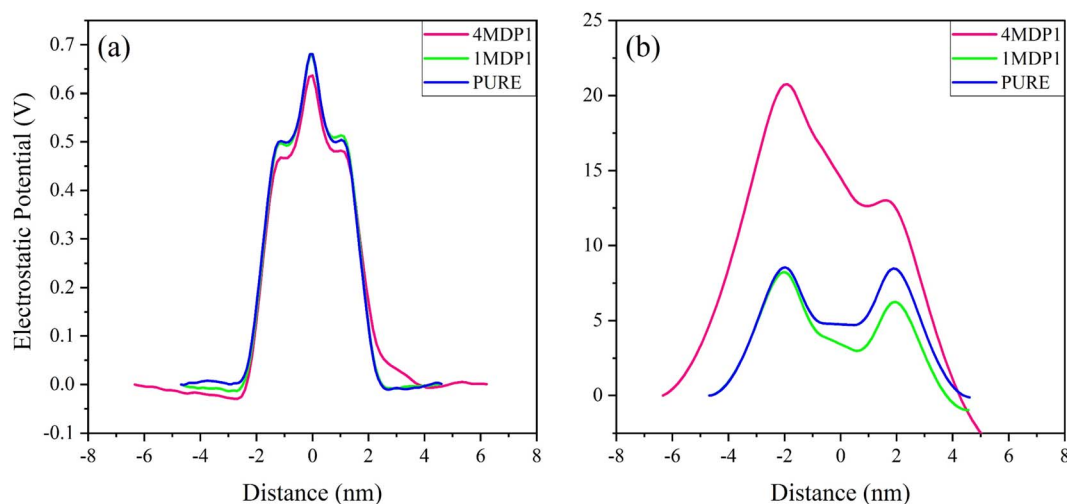 (a)
4MDP1
1MDP1
PURE
Electrostatic Potential (V)
0.7
0.6
0.5
0.4
0.3
0.2
0.1
0.0
-0.1
-8 -6 -4 -2 0 2 4 6 8
Distance (nm)
(b)
4MDP1
1MDP1
PURE
25
20
15
10
5
0
-8 -6 -4 -2 0 2 4 6 8
Distance (nm)